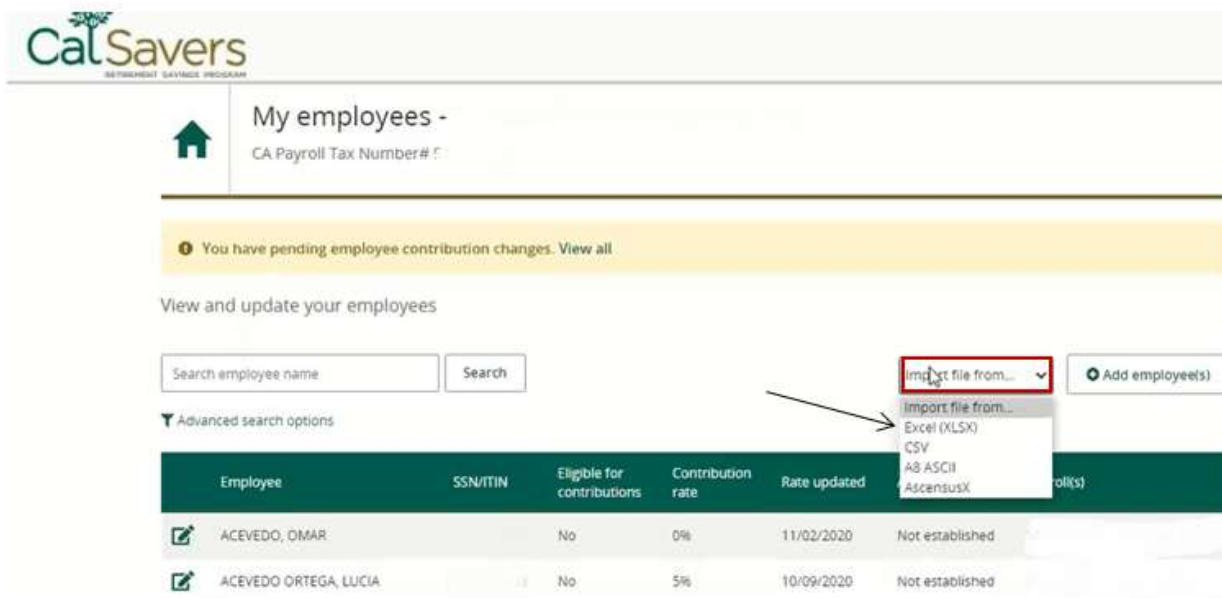 CalSavers
RETIREMENT SAVINGS PROGRAM
My employees -
CA Payroll Tax Number#
You have pending employee contribution changes. View all
View and update your employees
Search employee name
Search
Import file from...
Add employee(s)
Advanced search options
Import file from...
Excel (XLSX)
CSV
A8 ASCII
AscensusX
Employee SSN/ITIN Eligible for contributions Contribution rate Rate updated roll(s)
ACEVEDO, OMAR No 0% 11/02/2020 Not established
ACEVEDO ORTEGA, LUCIA No 5% 10/09/2020 Not established